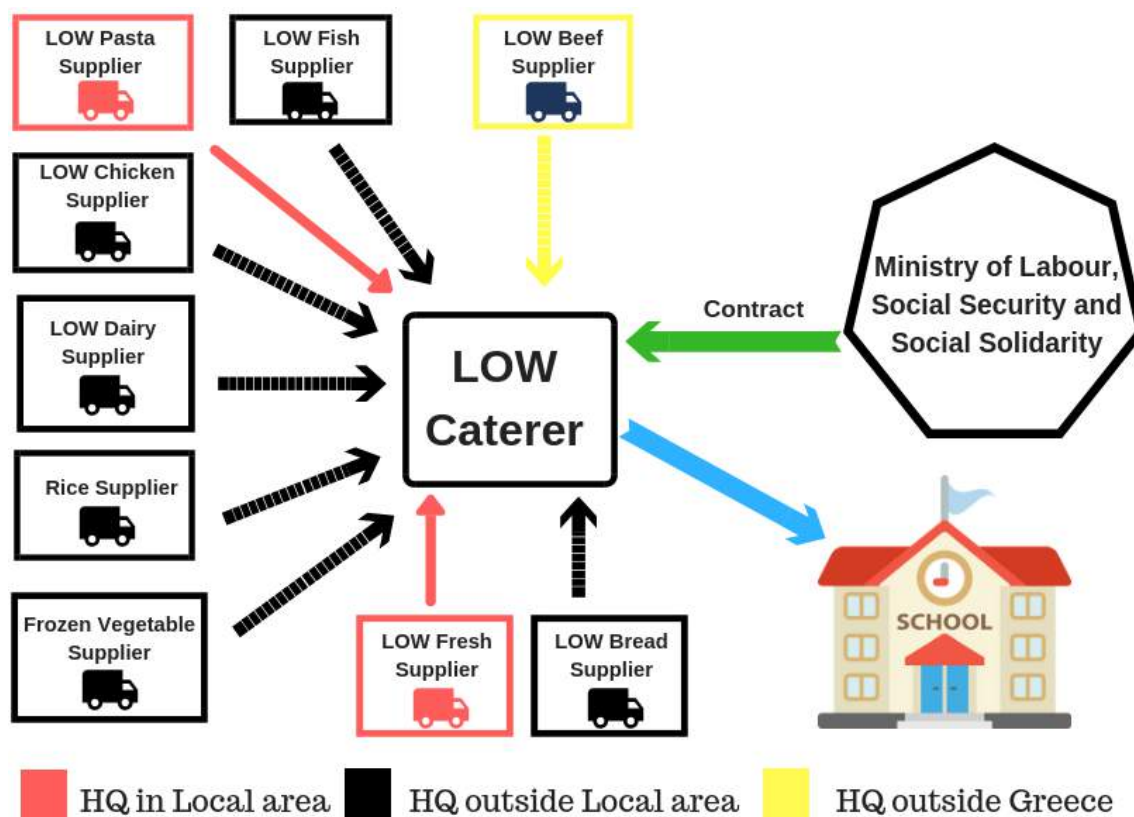 LOW Pasta
Supplier
LOW Fish
Supplier
LOW Beef
Supplier
LOW Chicken
Supplier
LOW Dairy
Supplier
Rice Supplier
Frozen Vegetable
Supplier
LOW
Caterer
Contract
Ministry of Labour,
Social Security and
Social Solidarity
SCHOOL
LOW Fresh
Supplier
LOW Bread
Supplier
HQ in Local area
HQ outside Local area
HQ outside Greece